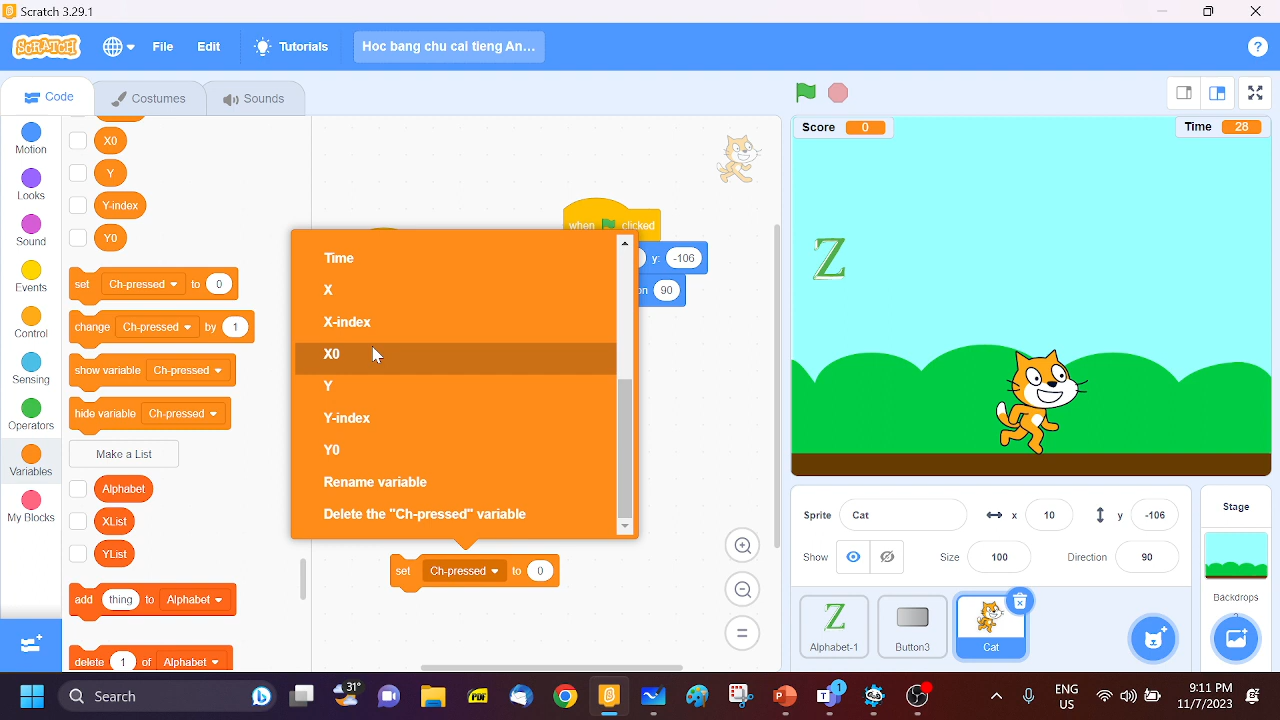 Scratch 3.29.1
SCRATCH
File
Edit
Tutorials
Hoc bang chu cai tieng An...
?
Code
Costumes
Sounds
Motion
Looks
Sound
Events
Control
Sensing
Operators
Variables
My Blocks
X0
Y
Y-index
Y0
set Ch-pressed to 0
change Ch-pressed by 1
show variable Ch-pressed
hide variable Ch-pressed
Make a List
Alphabet
XList
YList
add thing to Alphabet
delete 1 of Alphabet
when clicked
y: -106
on 90
Time
X
X-index
X0
Y
Y-index
Y0
Rename variable
Delete the "Ch-pressed" variable
set Ch-pressed to 0
Score 0
Time 28
Z
Sprite Cat x 10 y -106
Show Size 100 Direction 90
Z
Alphabet-1
Button3
Cat
Stage
Backdrops
Search
31°
PDF
1
ENG
US
9:11 PM
11/7/2023